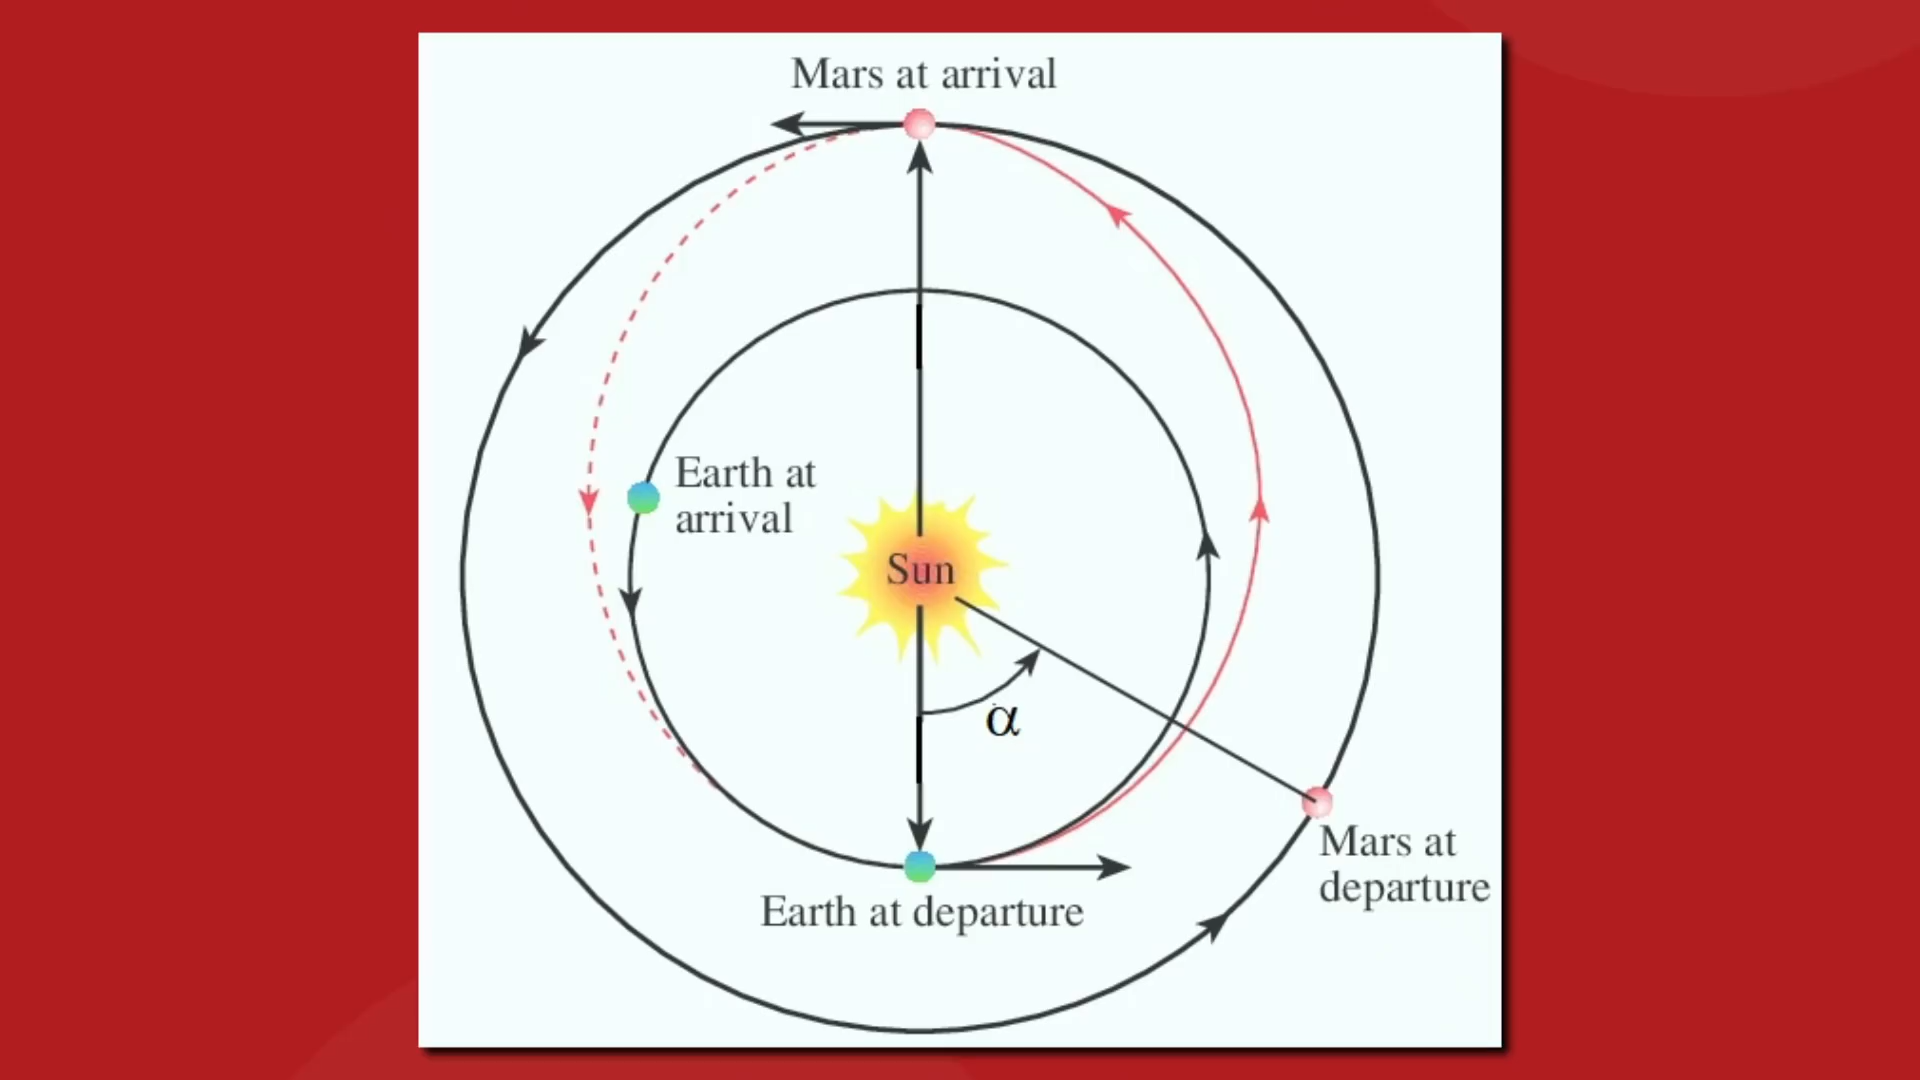 Mars at arrival
Earth at
arrival
Sun
α
Mars at
departure
Earth at departure